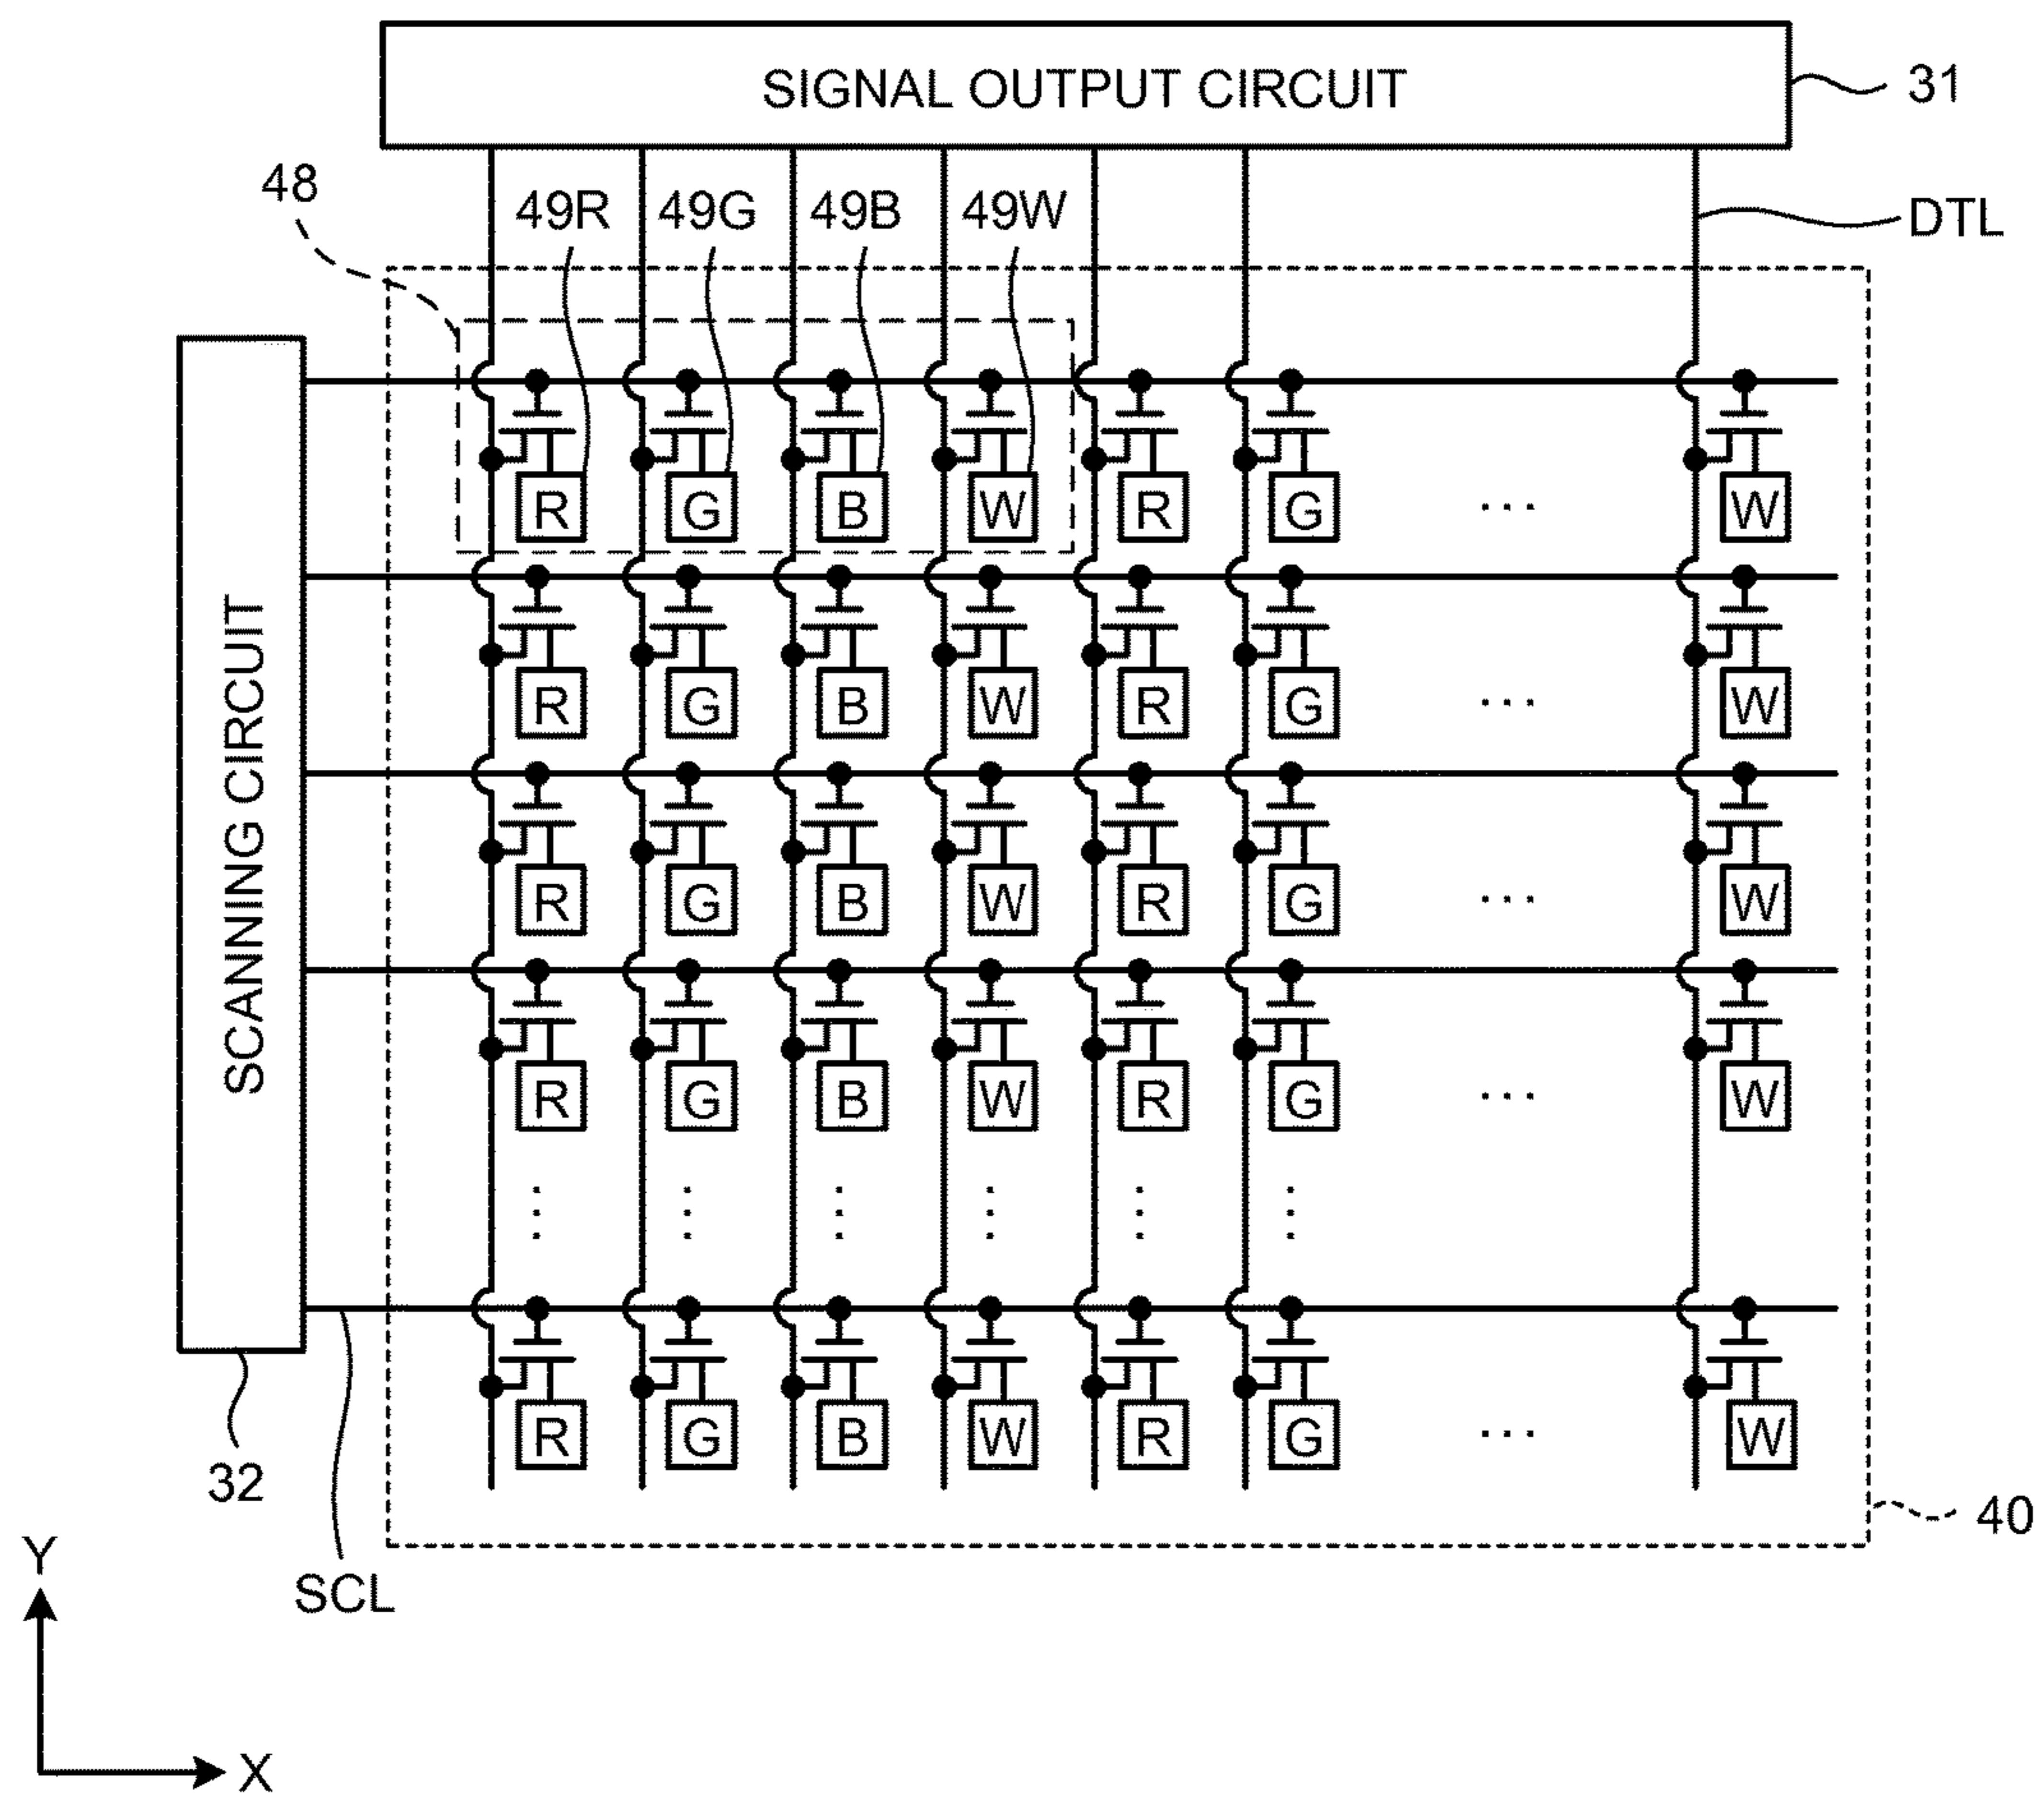 SIGNAL OUTPUT CIRCUIT 31
48 49R 49G 49B 49W DTL
SCANNING CIRCUIT
R G B W R G ... W
R G B W R G ... W
R G B W R G ... W
R G B W R G ... W
R G B W R G ... W
32
40
SCL
Y
X